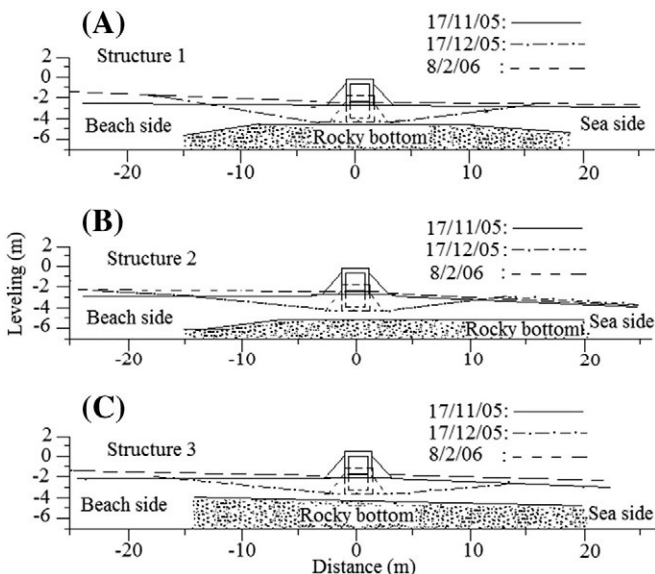 (A)
Structure 1
17/11/05:
17/12/05:
8/2/06 :
2
0
-2
-4
-6
Beach side
Rocky bottom
Sea side
-20
-10
0
10
20
(B)
Structure 2
17/11/05:
17/12/05:
8/2/06 :
Leveling (m)
2
0
-2
-4
-6
Beach side
Rocky bottom
Sea side
-20
-10
0
10
20
(C)
Structure 3
17/11/05:
17/12/05:
8/2/06 :
2
0
-2
-4
-6
Beach side
Rocky bottom
Sea side
-20
-10
0
10
20
Distance (m)